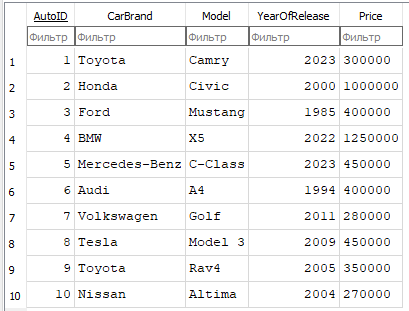 AutoID CarBrand Model YearOfRelease Price
Фильтр Фильтр Фильтр Фильтр Фильтр
1 1 Toyota Camry 2023 300000
2 2 Honda Civic 2000 1000000
3 3 Ford Mustang 1985 400000
4 4 BMW X5 2022 1250000
5 5 Mercedes-Benz C-Class 2023 450000
6 6 Audi A4 1994 400000
7 7 Volkswagen Golf 2011 280000
8 8 Tesla Model 3 2009 450000
9 9 Toyota Rav4 2005 350000
10 10 Nissan Altima 2004 270000